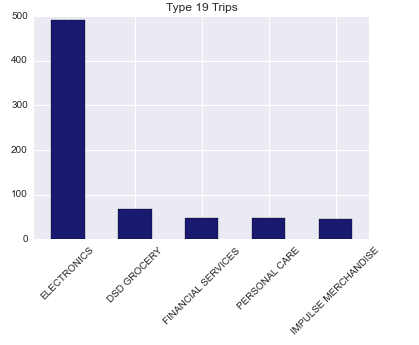 Type 19 Trips
500
400
300
200
100
0
ELECTRONICS
DSD GROCERY
FINANCIAL SERVICES
PERSONAL CARE
IMPULSE MERCHANDISE